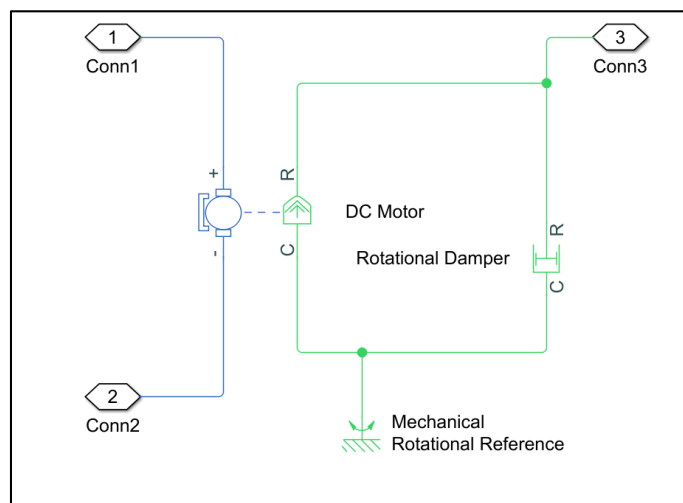 1
Conn1
3
Conn3
+
R
DC Motor
R
C
Rotational Damper
-
C
2
Conn2
Mechanical
Rotational Reference